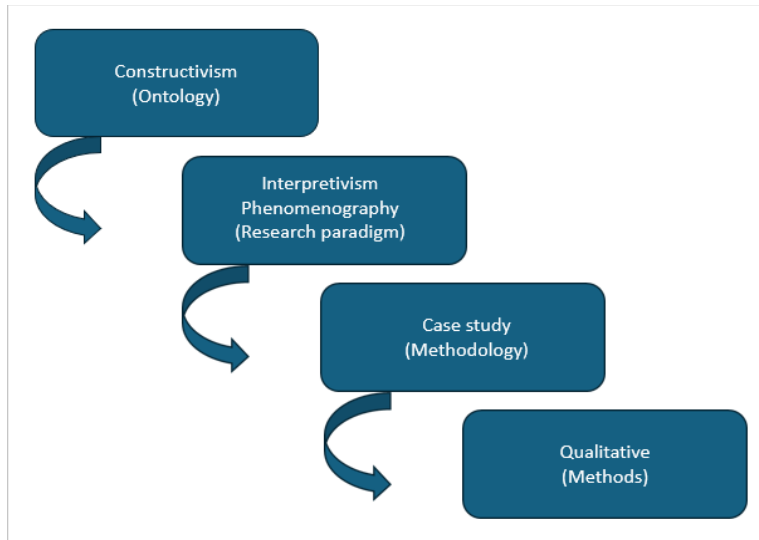 Constructivism
(Ontology)
Interpretivism
Phenomenography
(Research paradigm)
Case study
(Methodology)
Qualitative
(Methods)